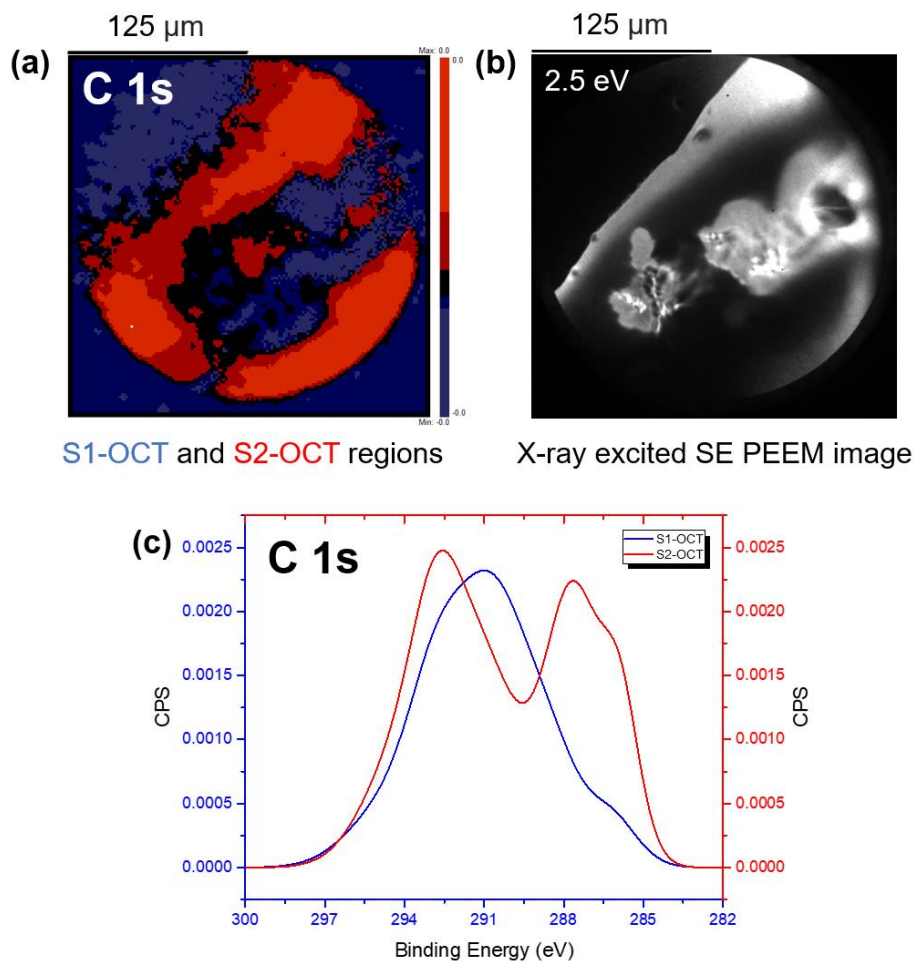 125 µm
125 µm
(a)
C 1s
Max: 0.0
0.0
-0.0
Min: -0.0
(b)
2.5 eV
S1-OCT and S2-OCT regions
X-ray excited SE PEEM image
(c)
C 1s
S1-OCT
S2-OCT
0.0025
0.0020
0.0015
0.0010
0.0005
0.0000
CPS
0.0025
0.0020
0.0015
0.0010
0.0005
0.0000
CPS
300 297 294 291 288 285 282
Binding Energy (eV)